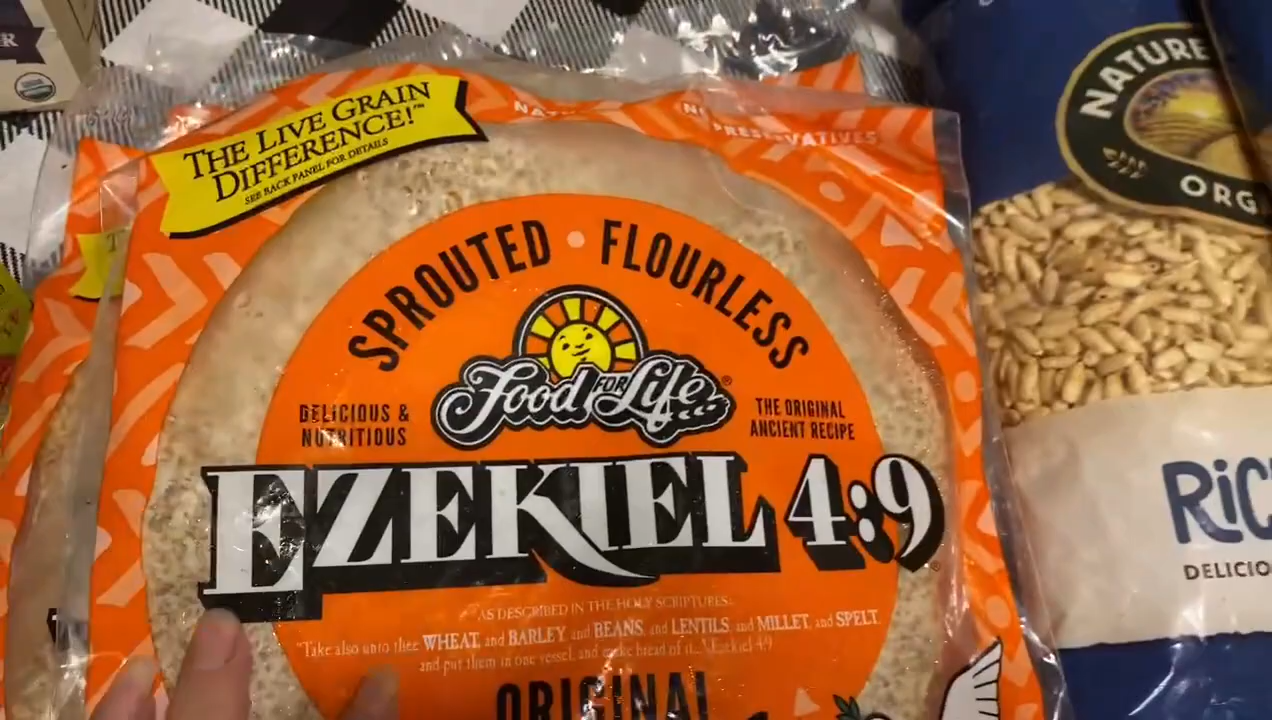 THE LIVE GRAIN
DIFFERENCE!™
SEE BACK PANEL FOR DETAILS
PRESERVATIVES
SPROUTED • FLOURLESS
Food FOR Life®
DELICIOUS &
NUTRITIOUS
THE ORIGINAL
ANCIENT RECIPE
EZEKIEL 4:9®
AS DESCRIBED IN THE HOLY SCRIPTURES:
"Take also unto thee WHEAT, and BARLEY, and BEANS, and LENTILS, and MILLET, and SPELT,
and put them in one vessel, and make bread of it..." Ezekiel 4:9
ORIGINAL
NATURE
ORG
RIC
DELICIO